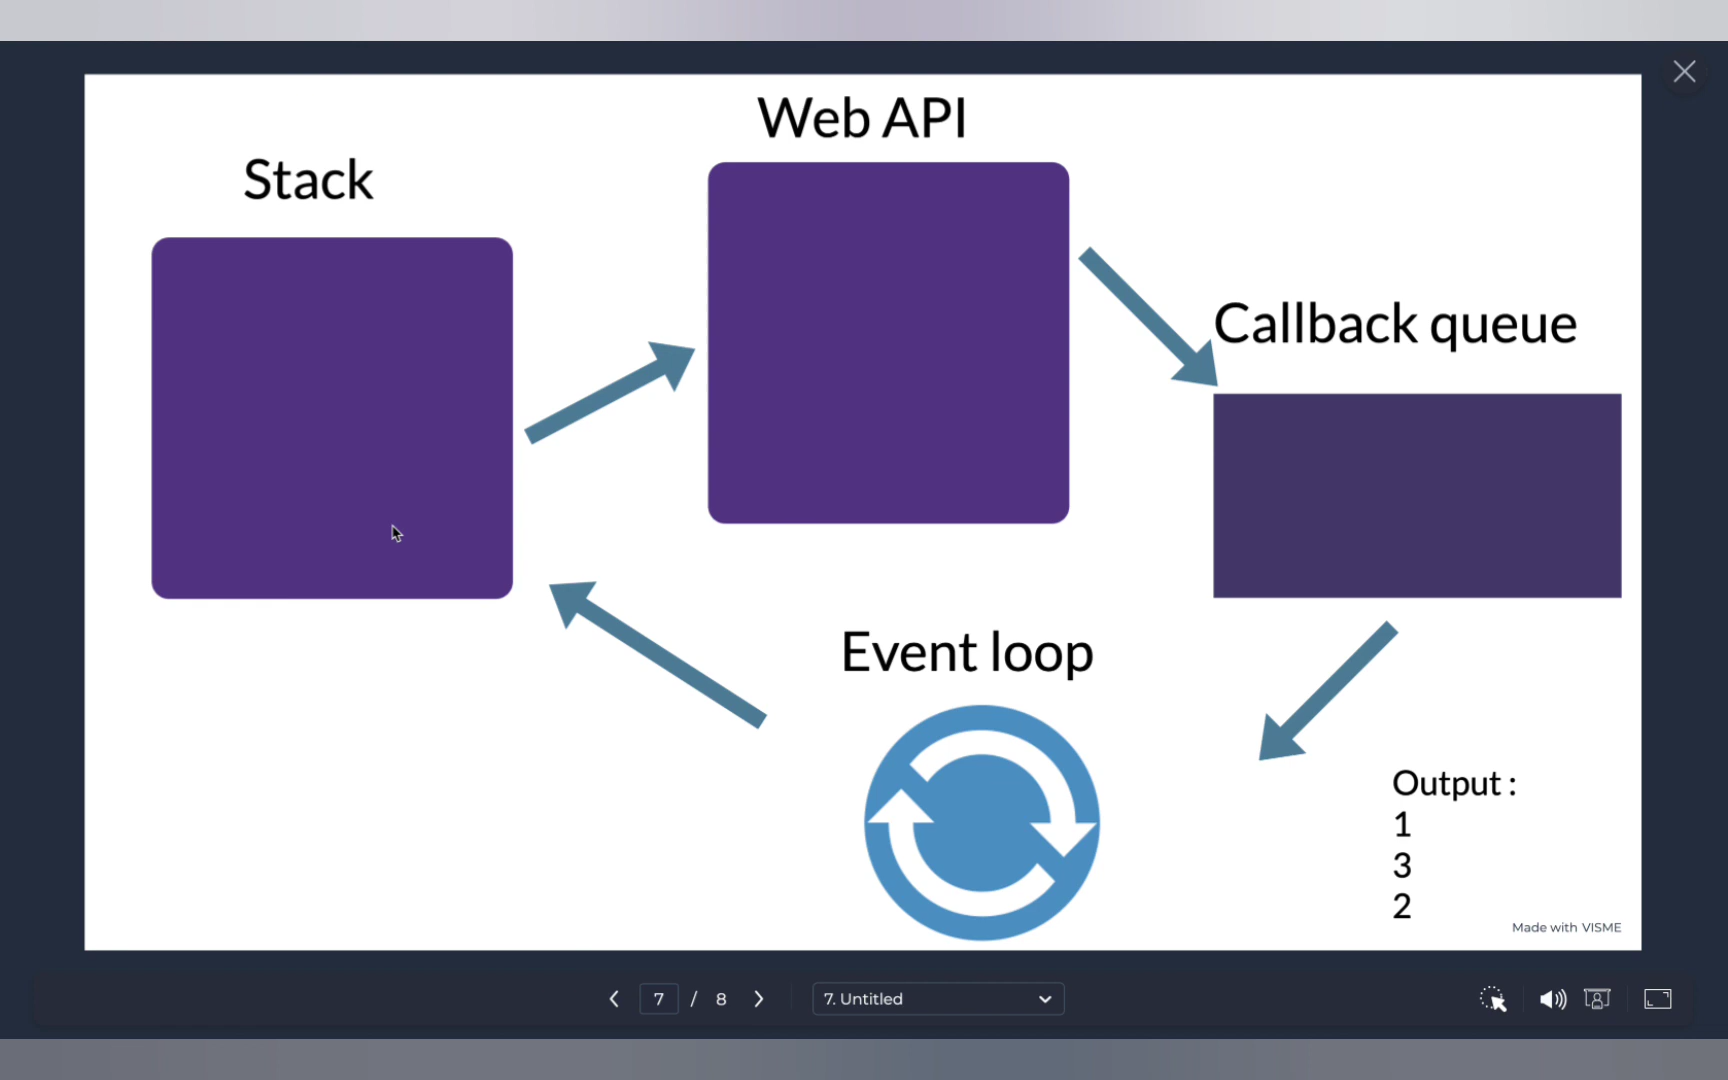 Web API
Stack
Callback queue
Event loop
Output :
1
3
2
Made with VISME
7 / 8
7. Untitled